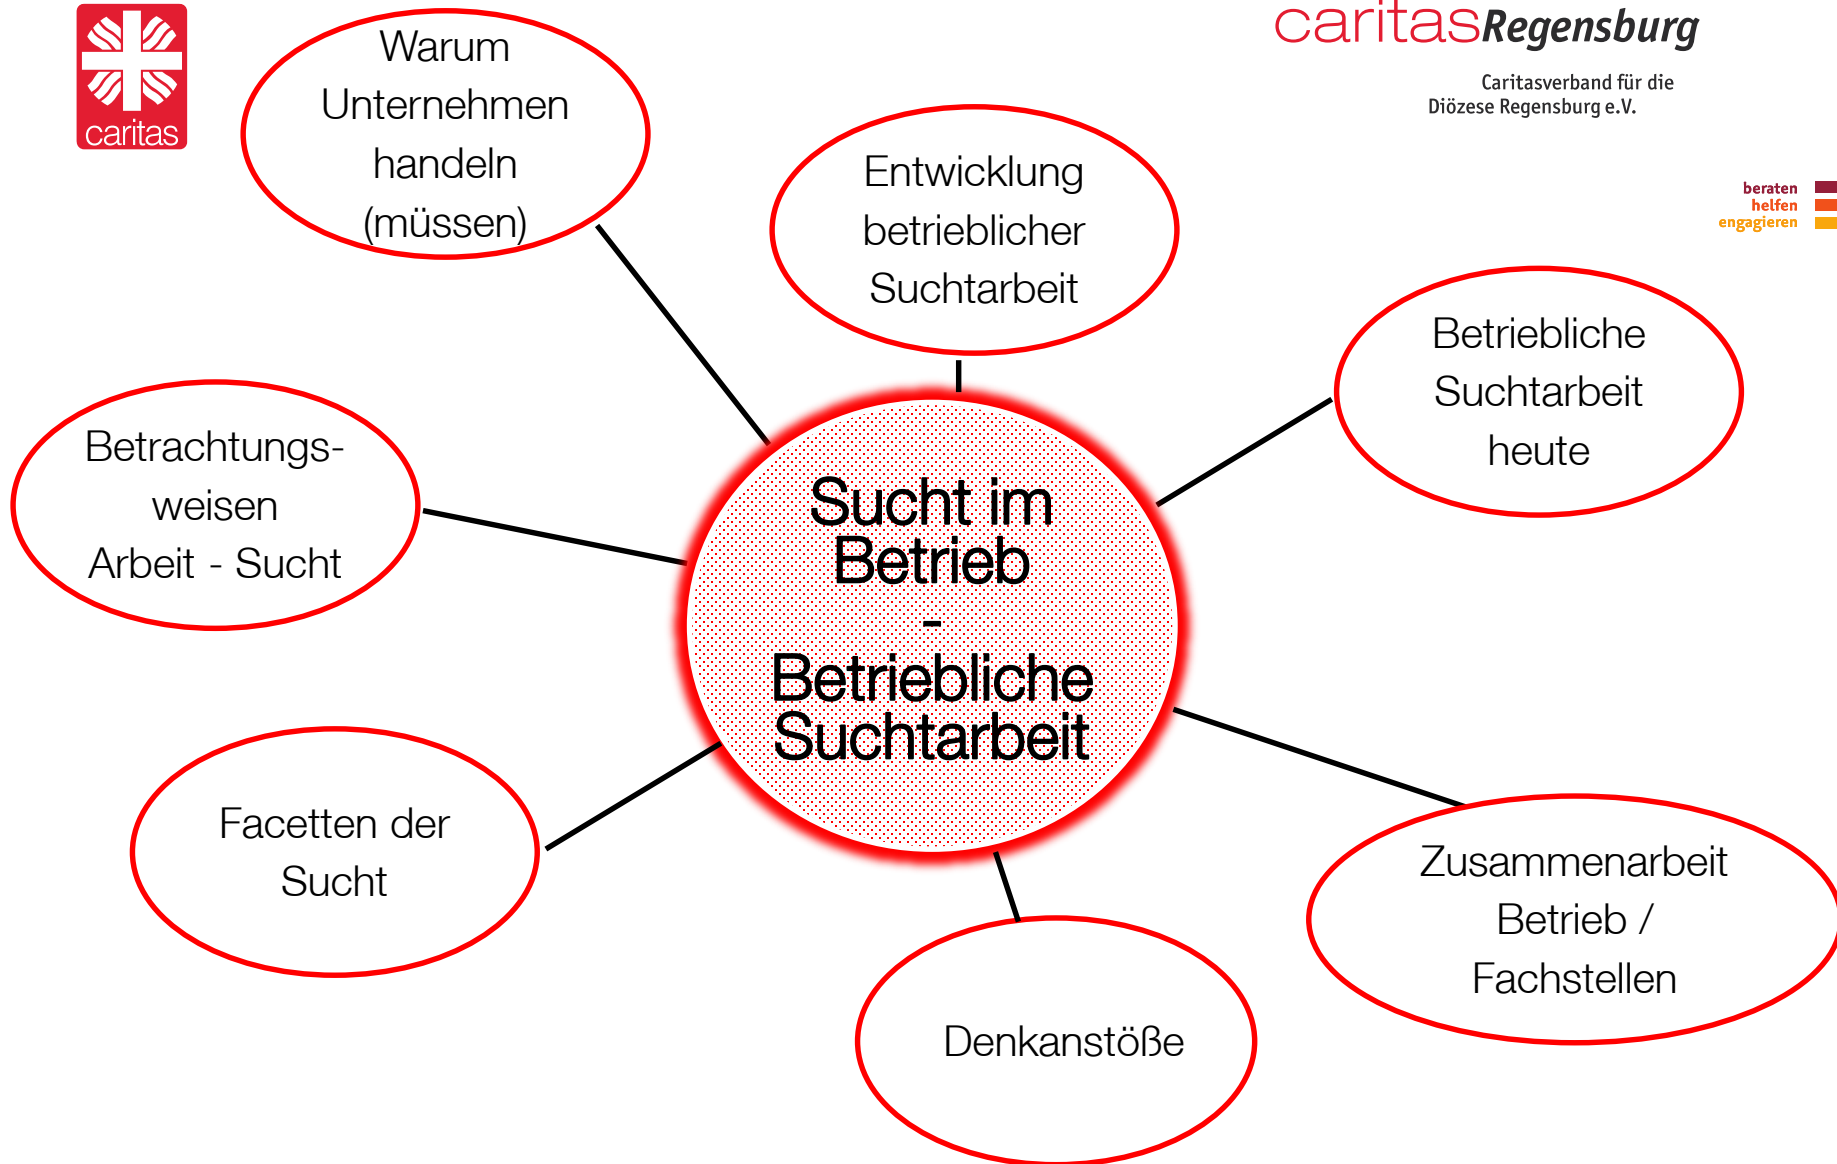 caritas
caritasRegensburg
Caritasverband für die
Diözese Regensburg e.V.
beraten
helfen
engagieren
Warum
Unternehmen
handeln
(müssen)
Entwicklung
betrieblicher
Suchtarbeit
Betriebliche
Suchtarbeit
heute
Betrachtungs-
weisen
Arbeit - Sucht
Sucht im
Betrieb
-
Betriebliche
Suchtarbeit
Facetten der
Sucht
Zusammenarbeit
Betrieb /
Fachstellen
Denkanstöße